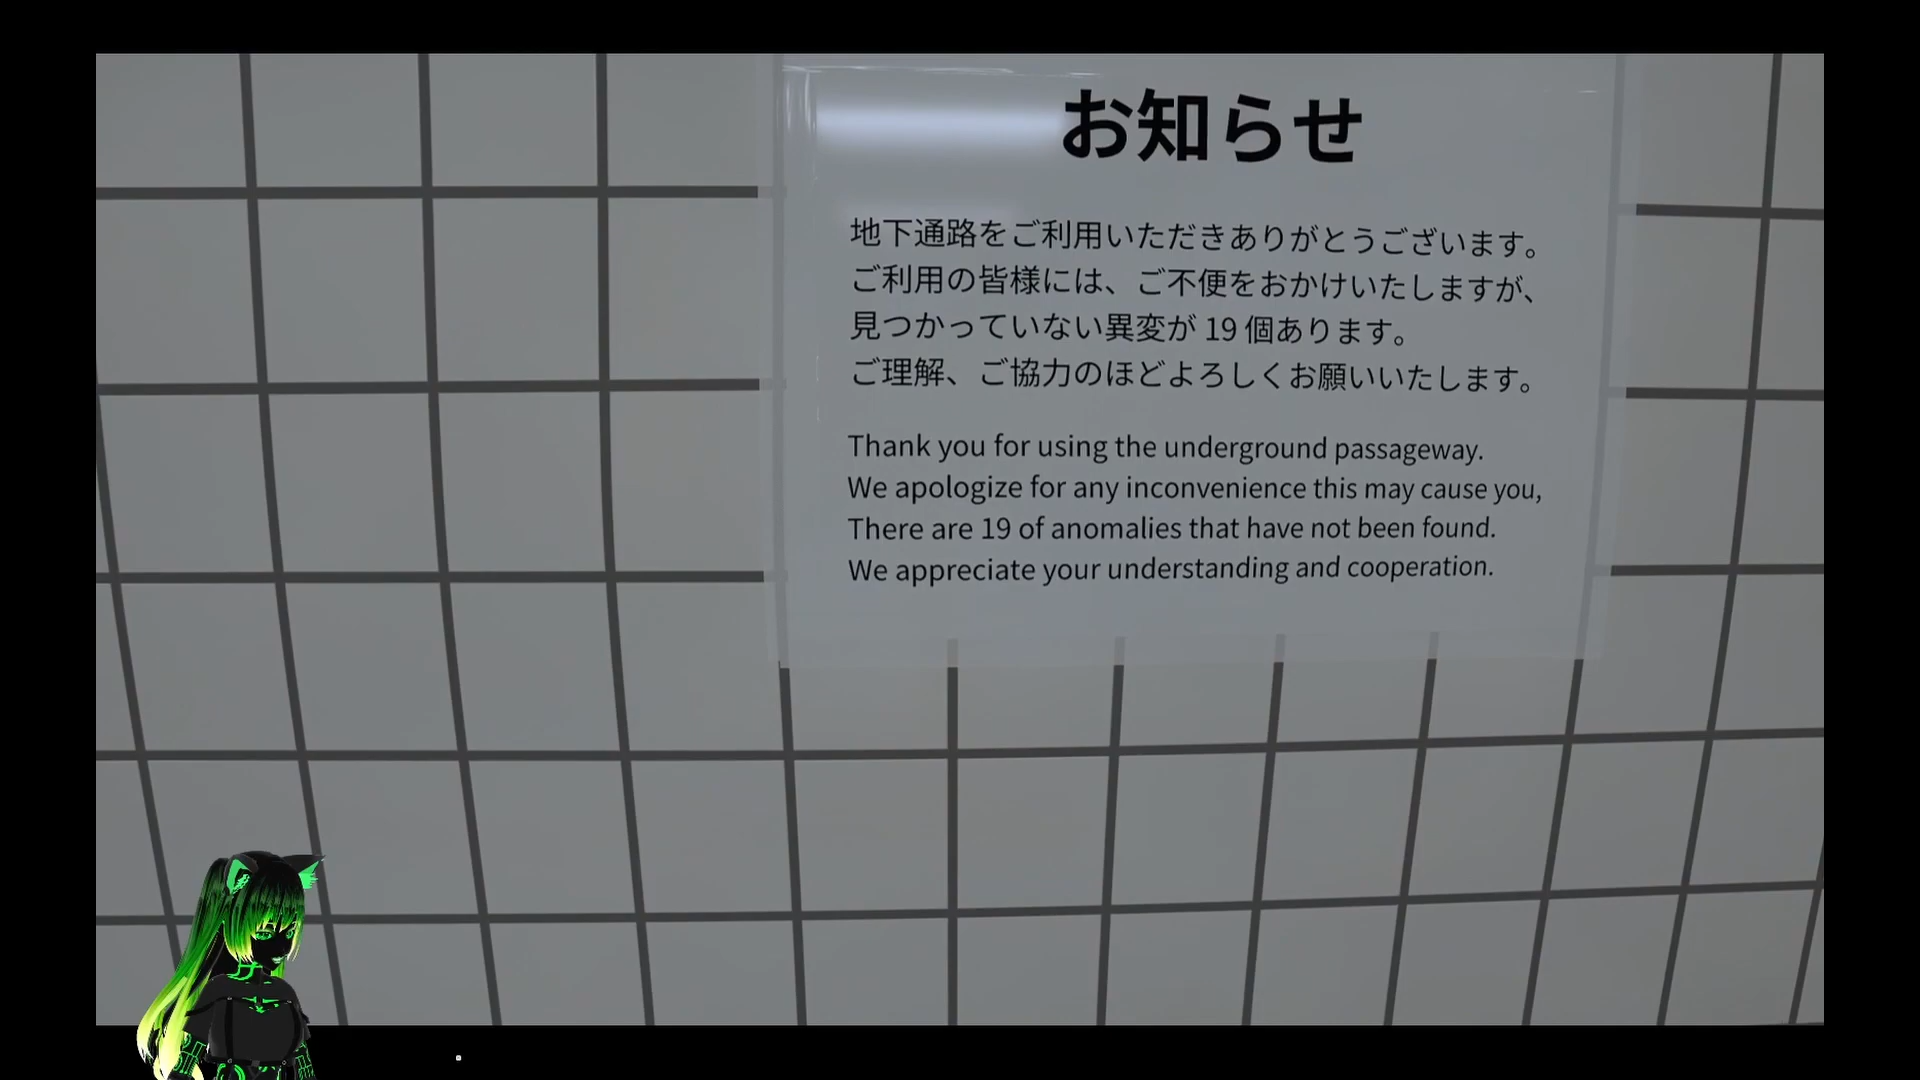 お知らせ
地下通路をご利用いただきありがとうございます。
ご利用の皆様には、ご不便をおかけいたしますが、
見つかっていない異変が 19 個あります。
ご理解、ご協力のほどよろしくお願いいたします。
Thank you for using the underground passageway.
We apologize for any inconvenience this may cause you,
There are 19 of anomalies that have not been found.
We appreciate your understanding and cooperation.